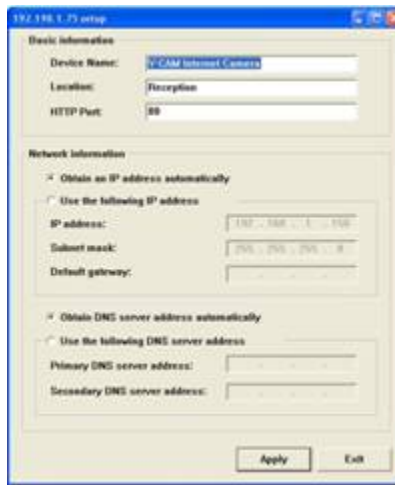 192.198.1.75 setup
Basic information
Device Name: V-CAM Internet Camera
Location: Reception
HTTP Port: 80
Network information
Obtain an IP address automatically
Use the following IP address
IP address: 192 . 168 . 1 . 150
Subnet mask: 255 . 255 . 255 . 0
Default gateway:
Obtain DNS server address automatically
Use the following DNS server address
Primary DNS server address:
Secondary DNS server address:
Apply Exit